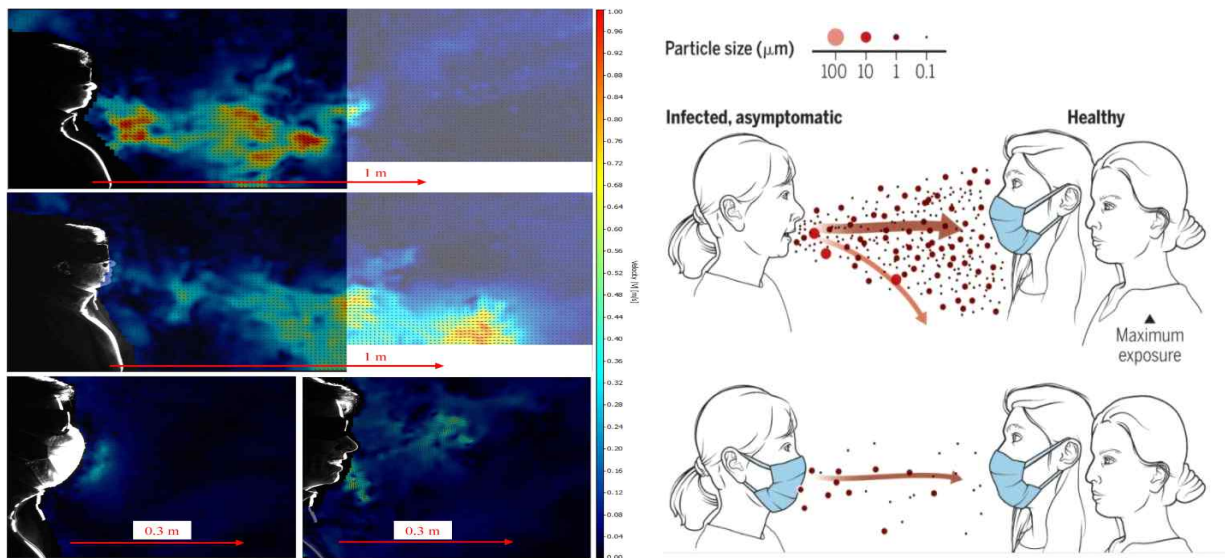 1 m
1 m
0.3 m
0.3 m
1.00
0.96
0.92
0.88
0.84
0.80
0.76
0.72
0.68
0.64
0.60
0.56
0.52
0.48
0.44
0.40
0.36
0.32
0.28
0.24
0.20
0.16
0.12
0.08
0.04
0.00
Velocity |V| [m/s]
Particle size (μm)
100 10 1 0.1
Infected, asymptomatic
Healthy
Maximum
exposure